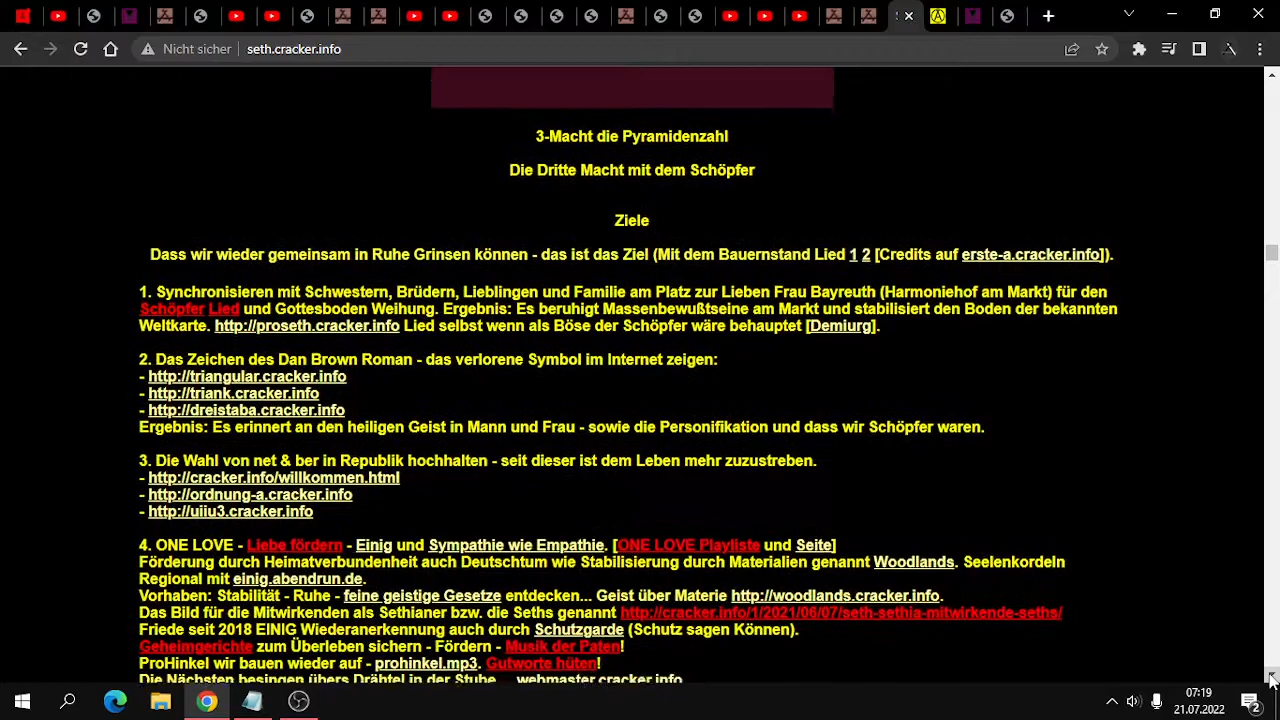 Nicht sicher
seth.cracker.info
3-Macht die Pyramidenzahl
Die Dritte Macht mit dem Schöpfer
Ziele
Dass wir wieder gemeinsam in Ruhe Grinsen können - das ist das Ziel (Mit dem Bauernstand Lied 1 2 [Credits auf erste-a.cracker.info]).
1. Synchronisieren mit Schwestern, Brüdern, Lieblingen und Familie am Platz zur Lieben Frau Bayreuth (Harmoniehof am Markt) für den
Schöpfer Lied und Gottesboden Weihung. Ergebnis: Es beruhigt Massenbewußtseine am Markt und stabilisiert den Boden der bekannten
Weltkarte. http://proseth.cracker.info Lied selbst wenn als Böse der Schöpfer wäre behauptet [Demiurg].
2. Das Zeichen des Dan Brown Roman - das verlorene Symbol im Internet zeigen:
- http://triangular.cracker.info
- http://triank.cracker.info
- http://dreistaba.cracker.info
Ergebnis: Es erinnert an den heiligen Geist in Mann und Frau - sowie die Personifikation und dass wir Schöpfer waren.
3. Die Wahl von net & ber in Republik hochhalten - seit dieser ist dem Leben mehr zuzustreben.
- http://cracker.info/willkommen.html
- http://ordnung-a.cracker.info
- http://uiiu3.cracker.info
4. ONE LOVE - Liebe fördern - Einig und Sympathie wie Empathie. [ONE LOVE Playliste und Seite]
Förderung durch Heimatverbundenheit auch Deutschtum wie Stabilisierung durch Materialien genannt Woodlands. Seelenkordeln
Regional mit einig.abendrun.de.
Vorhaben: Stabilität - Ruhe - feine geistige Gesetze entdecken... Geist über Materie http://woodlands.cracker.info.
Das Bild für die Mitwirkenden als Sethianer bzw. die Seths genannt http://cracker.info/1/2021/06/07/seth-sethia-mitwirkende-seths/
Friede seit 2018 EINIG Wiederanerkennung auch durch Schutzgarde (Schutz sagen Können).
Geheimgerichte zum Überleben sichern - Fördern - Musik der Paten!
ProHinkel wir bauen wieder auf - prohinkel.mp3. Gutworte hüten!
Die Nächsten besingen übers Drähtel in der Stube ... webmaster.cracker.info
07:19
21.07.2022
2